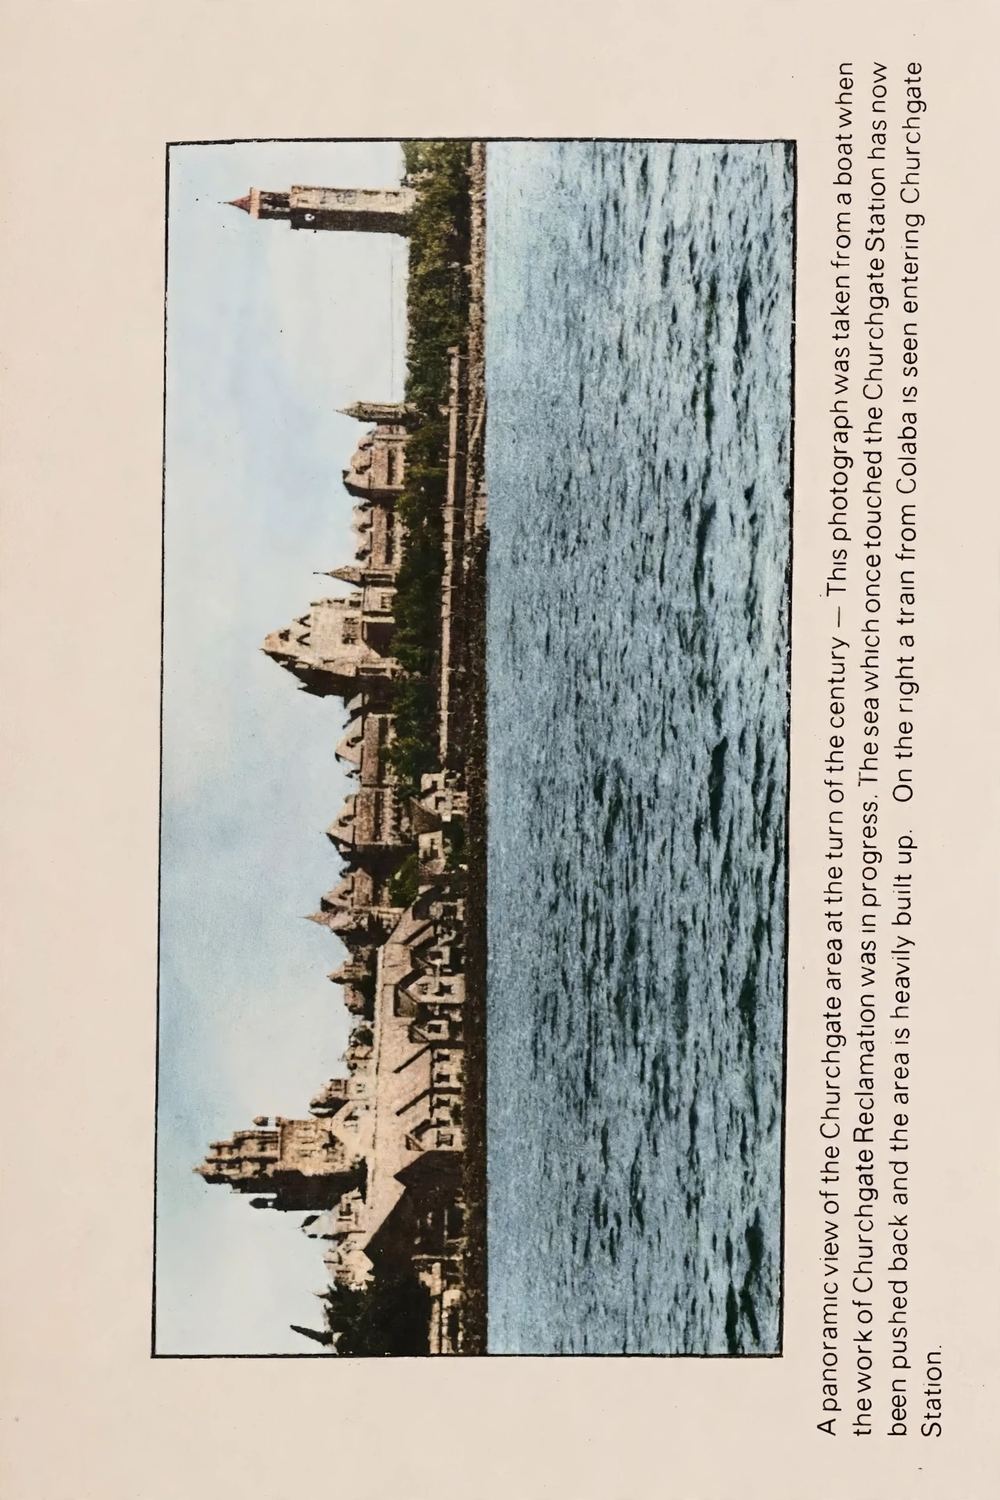 A panoramic view of the Churchgate area at the turn of the century — This photograph was taken from a boat when
the work of Churchgate Reclamation was in progress. The sea which once touched the Churchgate Station has now
been pushed back and the area is heavily built up. On the right a train from Colaba is seen entering Churchgate
Station.